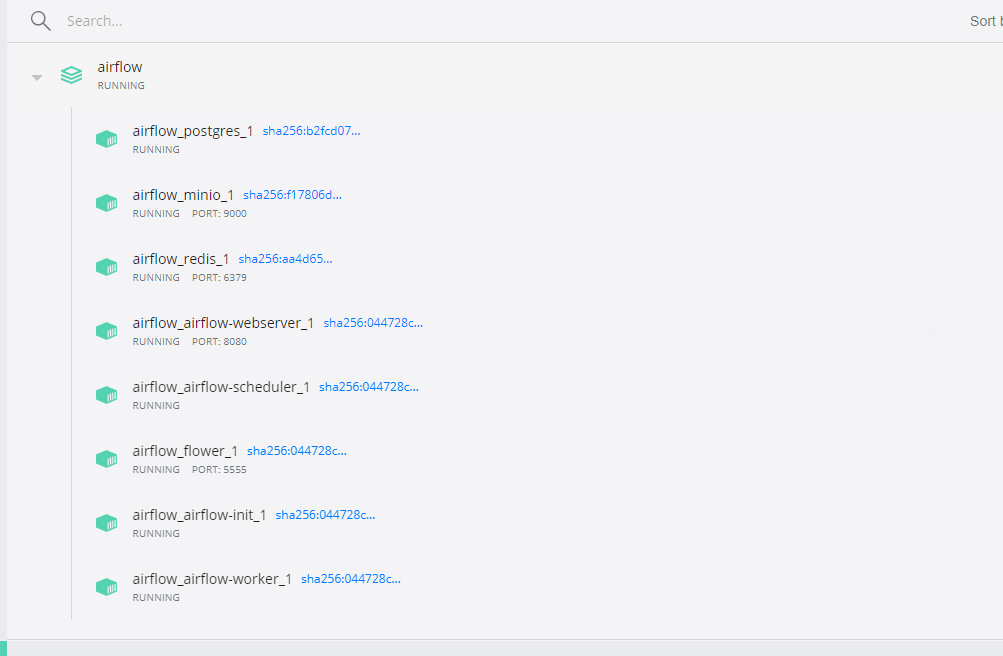 Search...
Sort b
airflow
RUNNING
airflow_postgres_1 sha256:b2fcd07...
RUNNING
airflow_minio_1 sha256:f17806d...
RUNNING PORT: 9000
airflow_redis_1 sha256:aa4d65...
RUNNING PORT: 6379
airflow_airflow-webserver_1 sha256:044728c...
RUNNING PORT: 8080
airflow_airflow-scheduler_1 sha256:044728c...
RUNNING
airflow_flower_1 sha256:044728c...
RUNNING PORT: 5555
airflow_airflow-init_1 sha256:044728c...
RUNNING
airflow_airflow-worker_1 sha256:044728c...
RUNNING